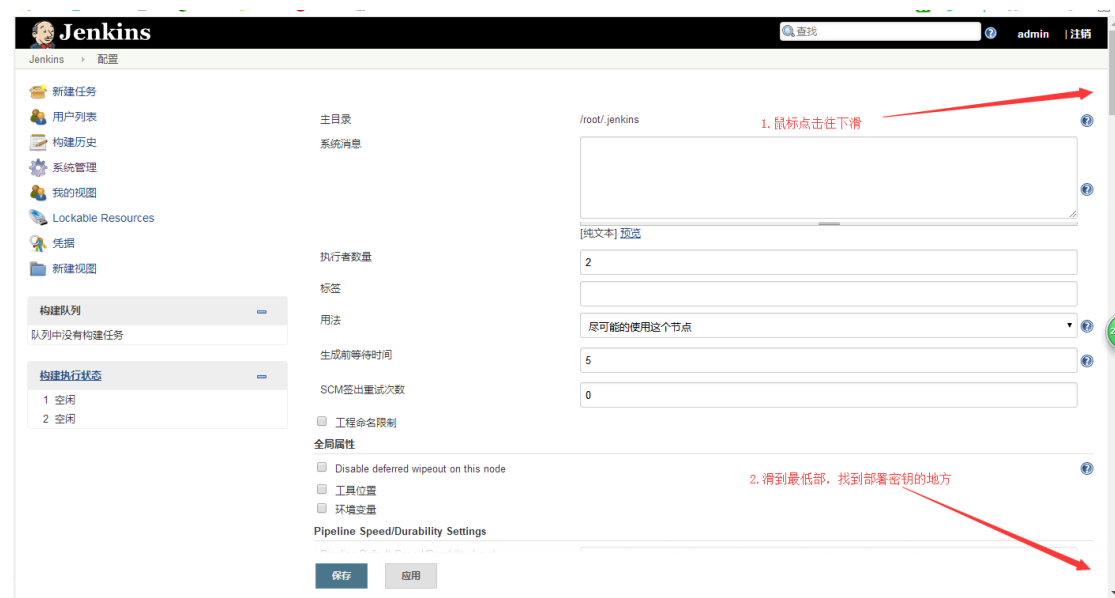 Jenkins
查找
admin
|注销
Jenkins
配置
新建任务
用户列表
构建历史
系统管理
我的视图
Lockable Resources
凭据
新建视图
构建队列
队列中没有构建任务
构建执行状态
1 空闲
2 空闲
主目录
/root/.jenkins
1.鼠标点击往下滑
系统消息
[纯文本] 预览
执行者数量
2
标签
用法
尽可能的使用这个节点
生成前等待时间
5
SCM签出重试次数
0
工程命名限制
全局属性
Disable deferred wipeout on this node
2.滑到最低部，找到部署密钥的地方
工具位置
环境变量
Pipeline Speed/Durability Settings
保存
应用